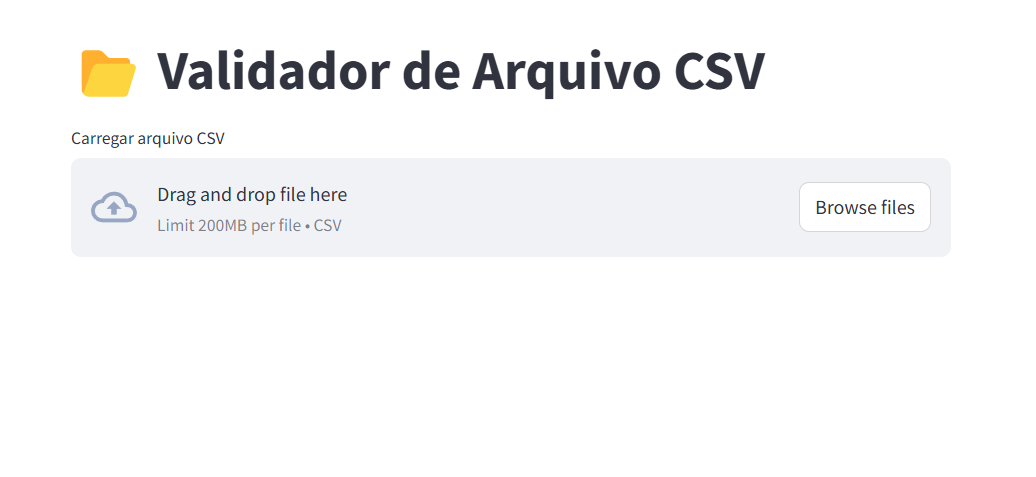 Validador de Arquivo CSV
Carregar arquivo CSV
Drag and drop file here
Limit 200MB per file • CSV
Browse files